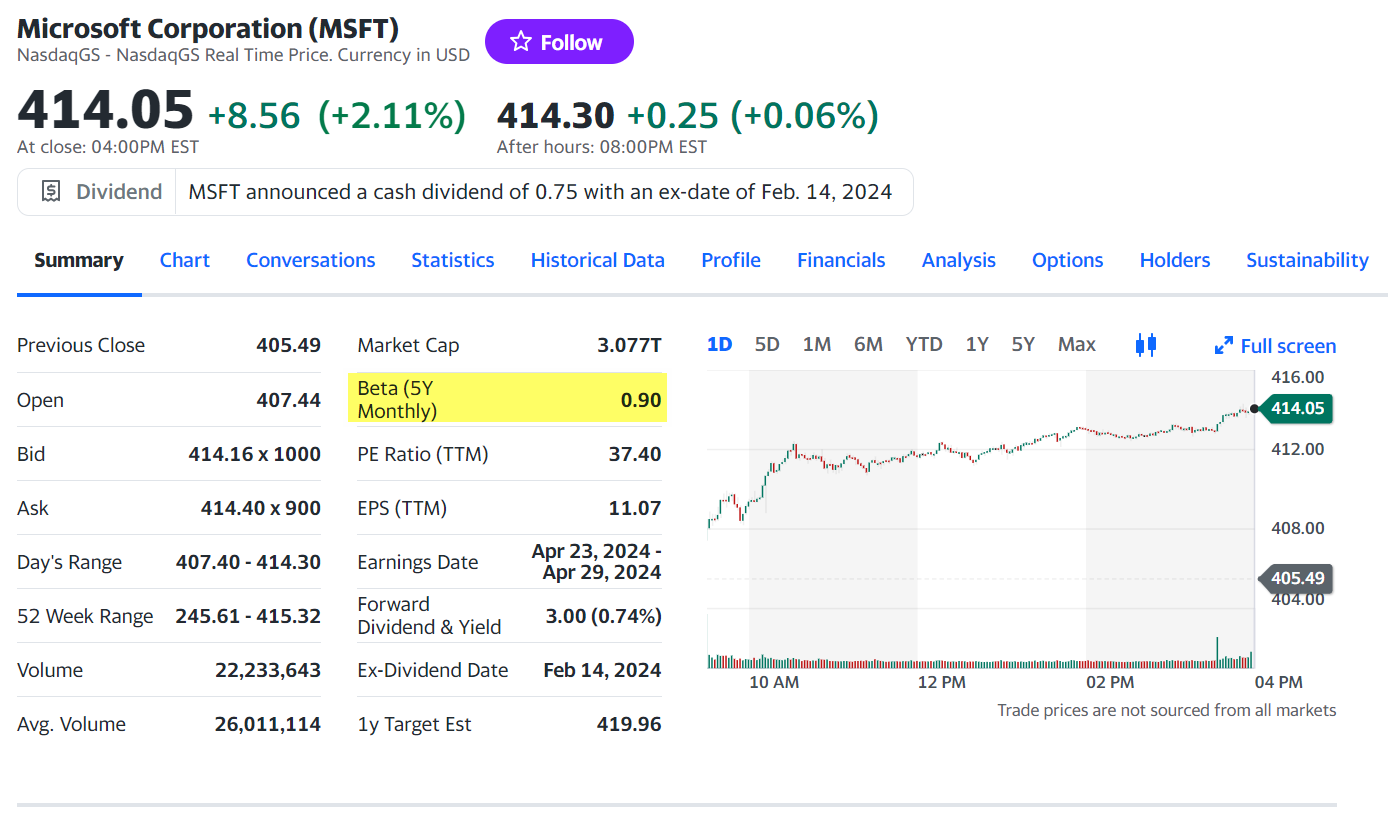 Microsoft Corporation (MSFT)
NasdaqGS - NasdaqGS Real Time Price. Currency in USD
Follow
414.05 +8.56 (+2.11%)
At close: 04:00PM EST
414.30 +0.25 (+0.06%)
After hours: 08:00PM EST
Dividend
MSFT announced a cash dividend of 0.75 with an ex-date of Feb. 14, 2024
Summary Chart Conversations Statistics Historical Data Profile Financials Analysis Options Holders Sustainability
Previous Close 405.49
Open 407.44
Bid 414.16 x 1000
Ask 414.40 x 900
Day's Range 407.40 - 414.30
52 Week Range 245.61 - 415.32
Volume 22,233,643
Avg. Volume 26,011,114
Market Cap 3.077T
Beta (5Y
Monthly) 0.90
PE Ratio (TTM) 37.40
EPS (TTM) 11.07
Earnings Date Apr 23, 2024 -
Apr 29, 2024
Forward
Dividend & Yield 3.00 (0.74%)
Ex-Dividend Date Feb 14, 2024
1y Target Est 419.96
1D 5D 1M 6M YTD 1Y 5Y Max
Full screen
416.00
414.05
412.00
408.00
405.49
404.00
10 AM 12 PM 02 PM 04 PM
Trade prices are not sourced from all markets